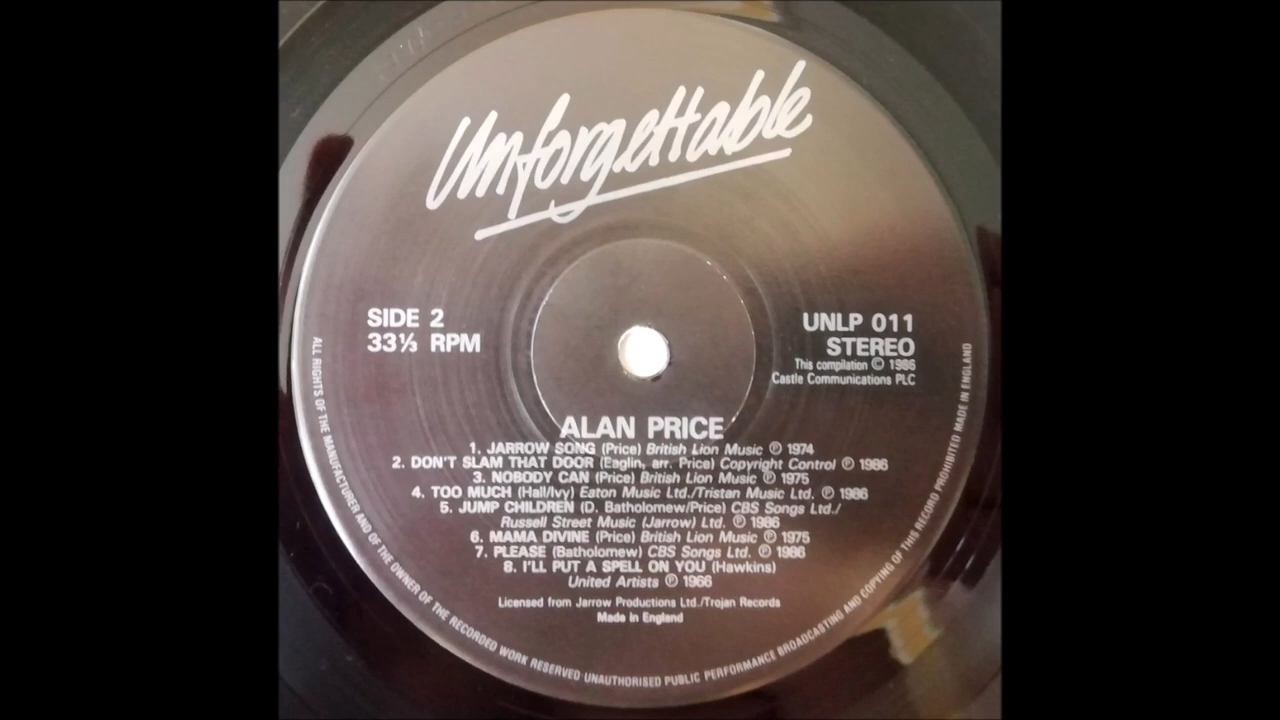 Unforgettable
SIDE 2
33⅓ RPM
UNLP 011
STEREO
This compilation © 1986
Castle Communications PLC
ALAN PRICE
1. JARROW SONG (Price) British Lion Music ℗ 1974
2. DON'T SLAM THAT DOOR (Eaglin, arr. Price) Copyright Control ℗ 1986
3. NOBODY CAN (Price) British Lion Music ℗ 1975
4. TOO MUCH (Hall/Ivy) Eaton Music Ltd./Tristan Music Ltd. ℗ 1986
5. JUMP CHILDREN (D. Batholomew/Price) CBS Songs Ltd./
Russell Street Music (Jarrow) Ltd. ℗ 1986
6. MAMA DIVINE (Price) British Lion Music ℗ 1975
7. PLEASE (Batholomew) CBS Songs Ltd. ℗ 1986
8. I'LL PUT A SPELL ON YOU (Hawkins)
United Artists ℗ 1966
Licensed from Jarrow Productions Ltd./Trojan Records
Made in England
ALL RIGHTS OF THE MANUFACTURER AND OF THE OWNER OF THE RECORDED WORK RESERVED UNAUTHORISED PUBLIC PERFORMANCE BROADCASTING AND COPYING OF THIS RECORD PROHIBITED MADE IN ENGLAND